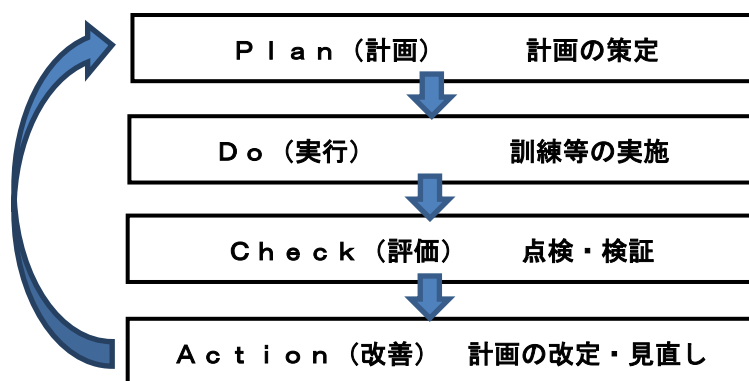 Ｐｌａｎ（計画）　　計画の策定
Ｄｏ（実行）　　訓練等の実施
Ｃｈｅｃｋ（評価）　　点検・検証
Ａｃｔｉｏｎ（改善）　計画の改定・見直し